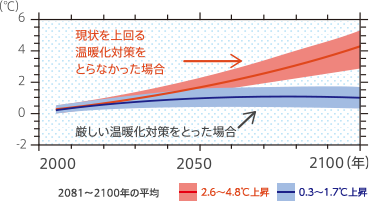 (℃)
6
4
2
0
-2
現状を上回る
温暖化対策を
とらなかった場合
厳しい温暖化対策をとった場合
2000 2050 2100(年)
2081〜2100年の平均 2.6〜4.8℃上昇 0.3〜1.7℃上昇